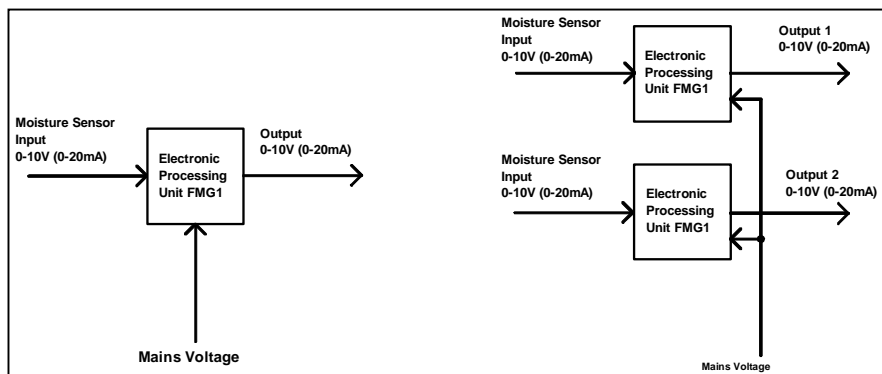 Moisture Sensor
Input
0-10V (0-20mA)
Electronic
Processing
Unit FMG1
Output
0-10V (0-20mA)
Mains Voltage
Moisture Sensor
Input
0-10V (0-20mA)
Electronic
Processing
Unit FMG1
Output 1
0-10V (0-20mA)
Moisture Sensor
Input
0-10V (0-20mA)
Electronic
Processing
Unit FMG1
Output 2
0-10V (0-20mA)
Mains Voltage